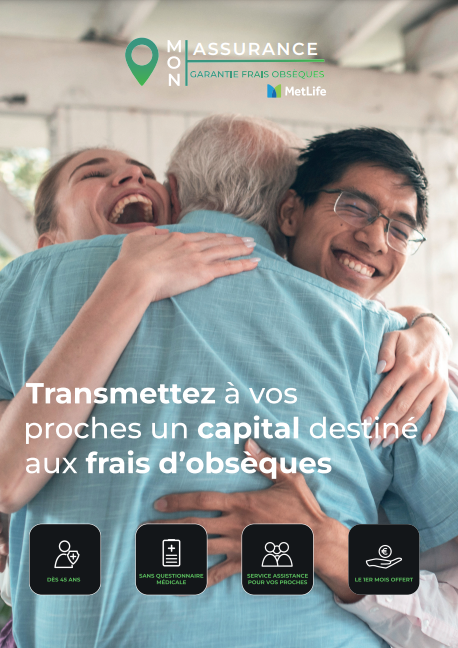 MON
ASSURANCE
GARANTIE FRAIS OBSEQUES
MetLife
Transmettez à vos
proches un capital destiné
aux frais d'obsèques
DÈS 45 ANS
SANS QUESTIONNAIRE
MÉDICALE
SERVICE ASSISTANCE
POUR VOS PROCHES
LE 1ER MOIS OFFERT